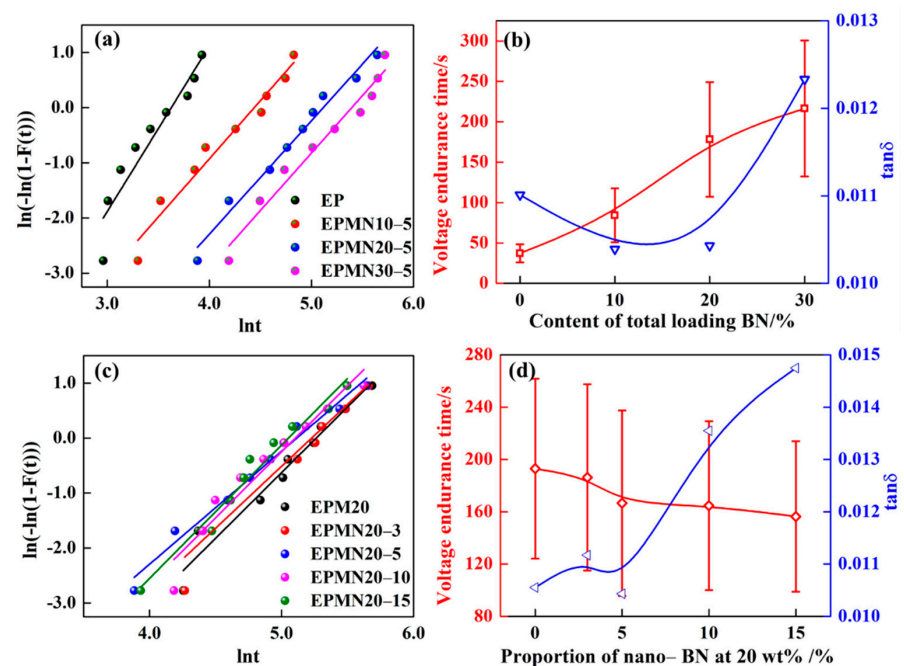 (a)
ln(-ln(1-F(t)))
1.0
0.0
-1.0
-2.0
-3.0
EP
EPMN10-5
EPMN20-5
EPMN30-5
3.0 4.0 5.0 6.0
lnt
(b)
Voltage endurance time/s
300
250
200
150
100
50
0
0.013
0.012
0.011
0.010
tanδ
0 10 20 30
Content of total loading BN/%
(c)
ln(-ln(1-F(t)))
1.0
0.0
-1.0
-2.0
-3.0
EPM20
EPMN20-3
EPMN20-5
EPMN20-10
EPMN20-15
4.0 5.0 6.0
lnt
(d)
Voltage endurance time/s
280
240
200
160
120
80
0.015
0.014
0.013
0.012
0.011
0.010
tanδ
0 5 10 15
Proportion of nano- BN at 20 wt% /%